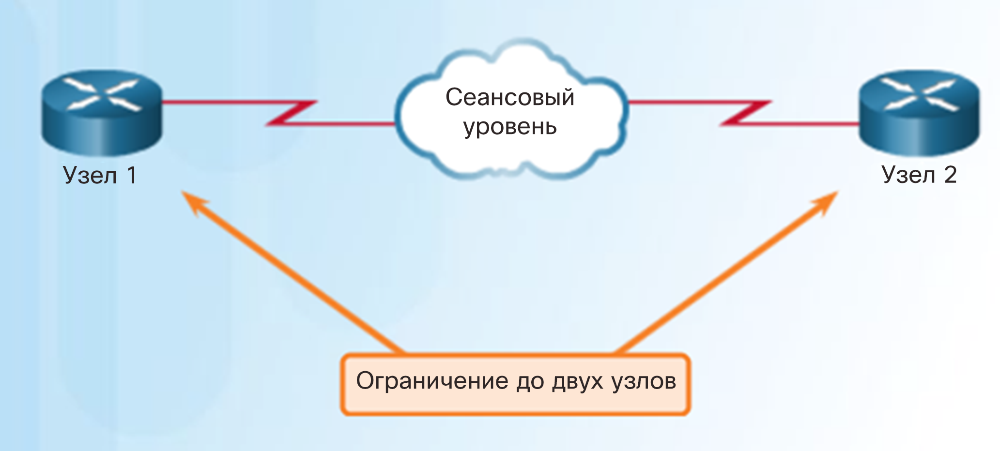 Сеансовый
уровень
Узел 1
Узел 2
Ограничение до двух узлов